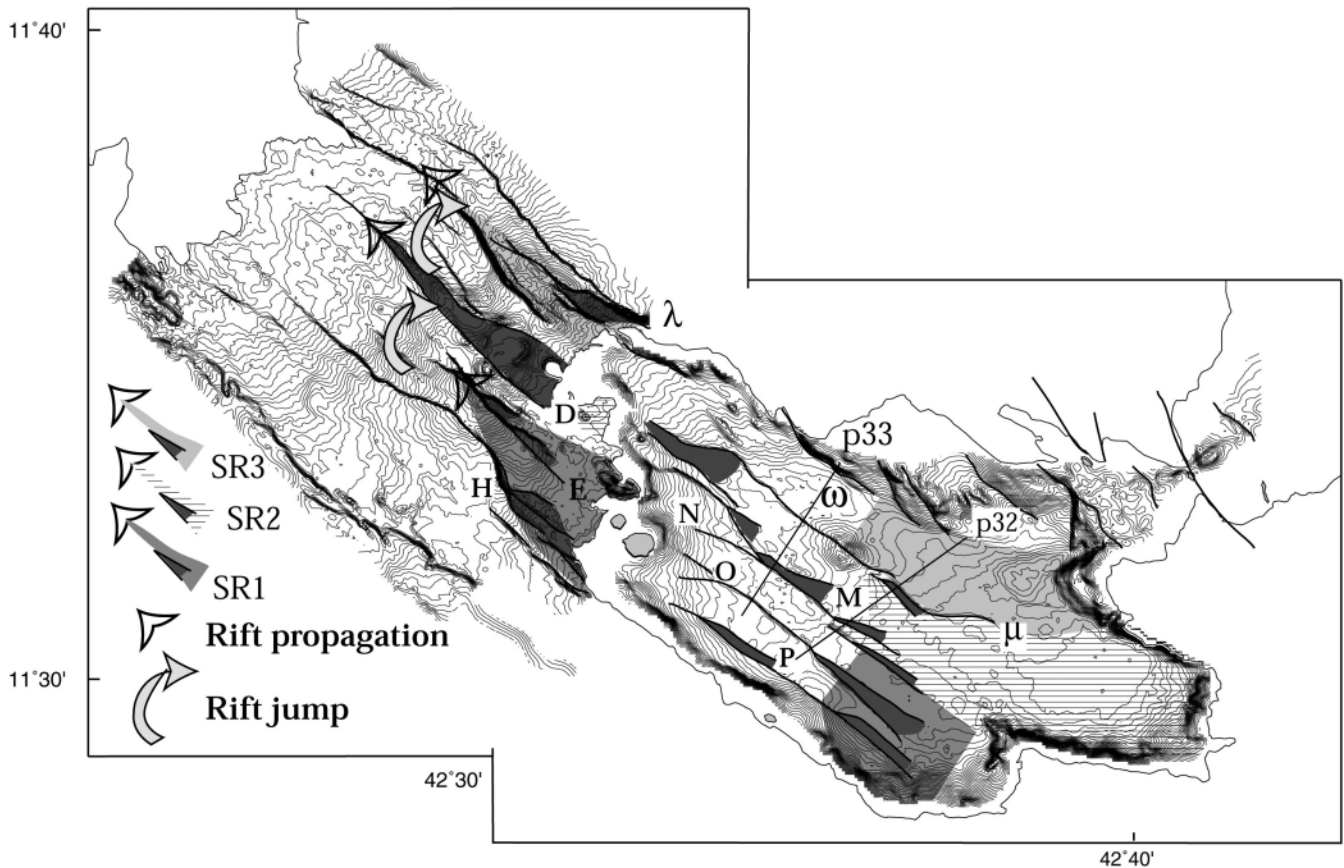 11˚40'
λ
D
p33
SR3
H
E
ω
N
p32
SR2
O
M
SR1
μ
Rift propagation
P
11˚30'
Rift jump
42˚30'
42˚40'